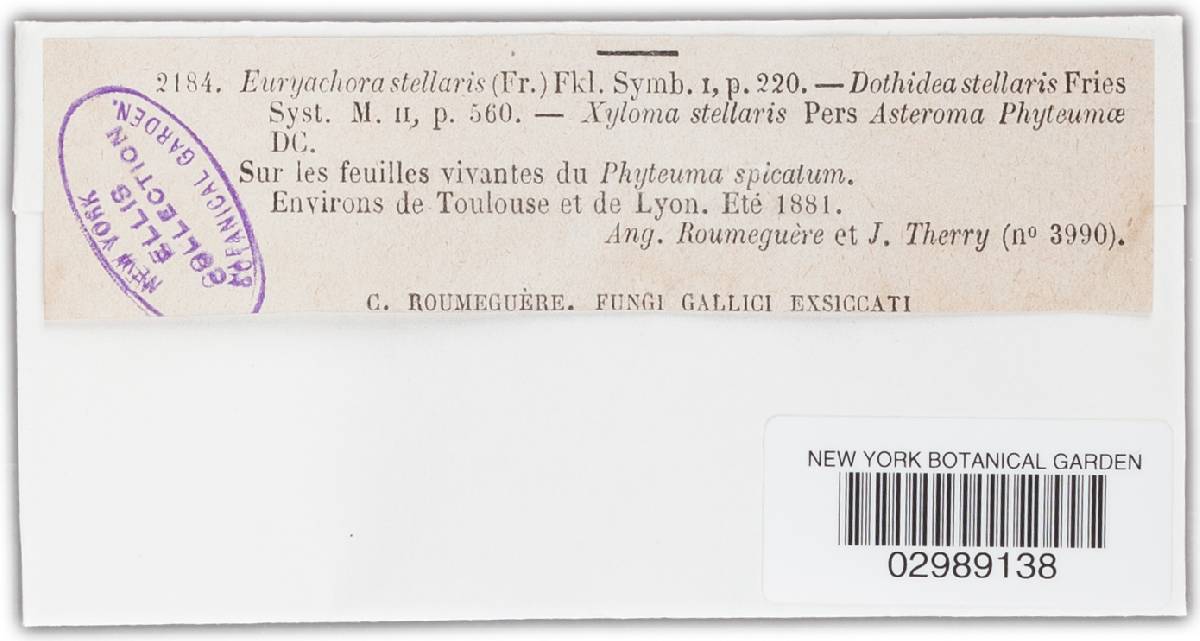 2184. Euryachora stellaris (Fr.) Fkl. Symb. I, p. 220. — Dothidea stellaris Fries
Syst. M. II, p. 560. — Xyloma stellaris Pers Asteroma Phyteumæ
DC.
Sur les feuilles vivantes du Phyteuma spicatum.
Environs de Toulouse et de Lyon. Eté 1881.
Ang. Roumeguère et J. Therry (nº 3990).
C. ROUMEGUÈRE. FUNGI GALLICI EXSICCATI
NEW YORK
ELLIS
COLLECTION
BOTANICAL GARDEN.
NEW YORK BOTANICAL GARDEN
02989138